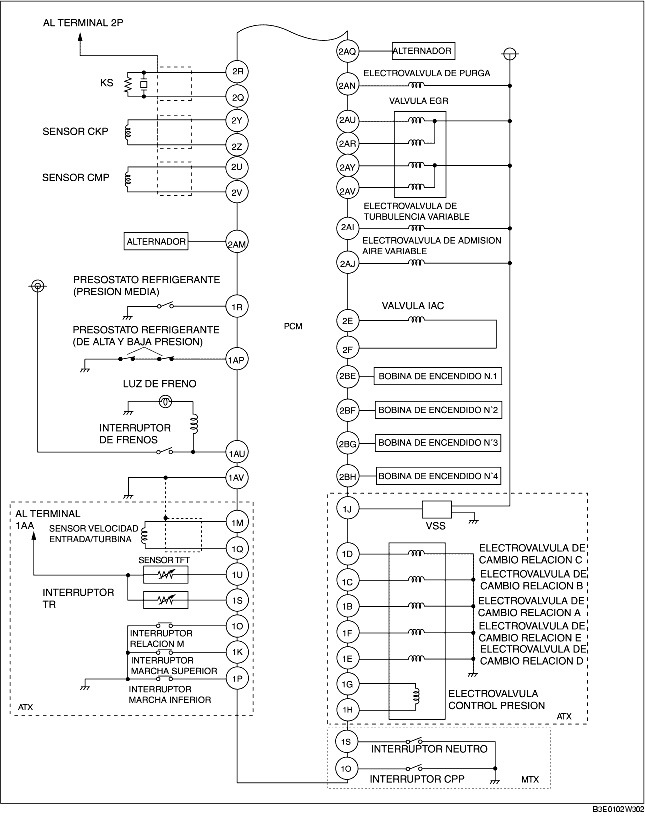 AL TERMINAL 2P
KS
2R
2Q
SENSOR CKP
2Y
2Z
SENSOR CMP
2U
2V
ALTERNADOR
2AM
PRESOSTATO REFRIGERANTE
(PRESION MEDIA)
1R
PRESOSTATO REFRIGERANTE
(DE ALTA Y BAJA PRESION)
1AP
LUZ DE FRENO
INTERRUPTOR
DE FRENOS
1AU
1AV
AL TERMINAL
1AA
SENSOR VELOCIDAD
ENTRADA/TURBINA
1M
1Q
SENSOR TFT
1U
INTERRUPTOR
TR
1S
1O
INTERRUPTOR
RELACION M
1K
INTERRUPTOR
MARCHA SUPERIOR
1P
INTERRUPTOR
MARCHA INFERIOR
ATX
PCM
2AQ
ALTERNADOR
ELECTROVALVULA DE PURGA
2AN
VALVULA EGR
2AU
2AR
2AY
2AV
ELECTROVALVULA DE
TURBULENCIA VARIABLE
2AI
ELECTROVALVULA DE ADMISION
AIRE VARIABLE
2AJ
VALVULA IAC
2E
2F
2BE
BOBINA DE ENCENDIDO N.1
2BF
BOBINA DE ENCENDIDO N°2
2BG
BOBINA DE ENCENDIDO N°3
2BH
BOBINA DE ENCENDIDO N°4
1J
VSS
1D
ELECTROVALVULA DE
CAMBIO RELACION C
1C
ELECTROVALVULA DE
CAMBIO RELACION B
1B
ELECTROVALVULA DE
CAMBIO RELACION A
1F
ELECTROVALVULA DE
CAMBIO RELACION E
1E
ELECTROVALVULA DE
CAMBIO RELACION D
1G
1H
ELECTROVALVULA
CONTROL PRESION
ATX
1S
INTERRUPTOR NEUTRO
1O
INTERRUPTOR CPP
MTX
B3E0102W302